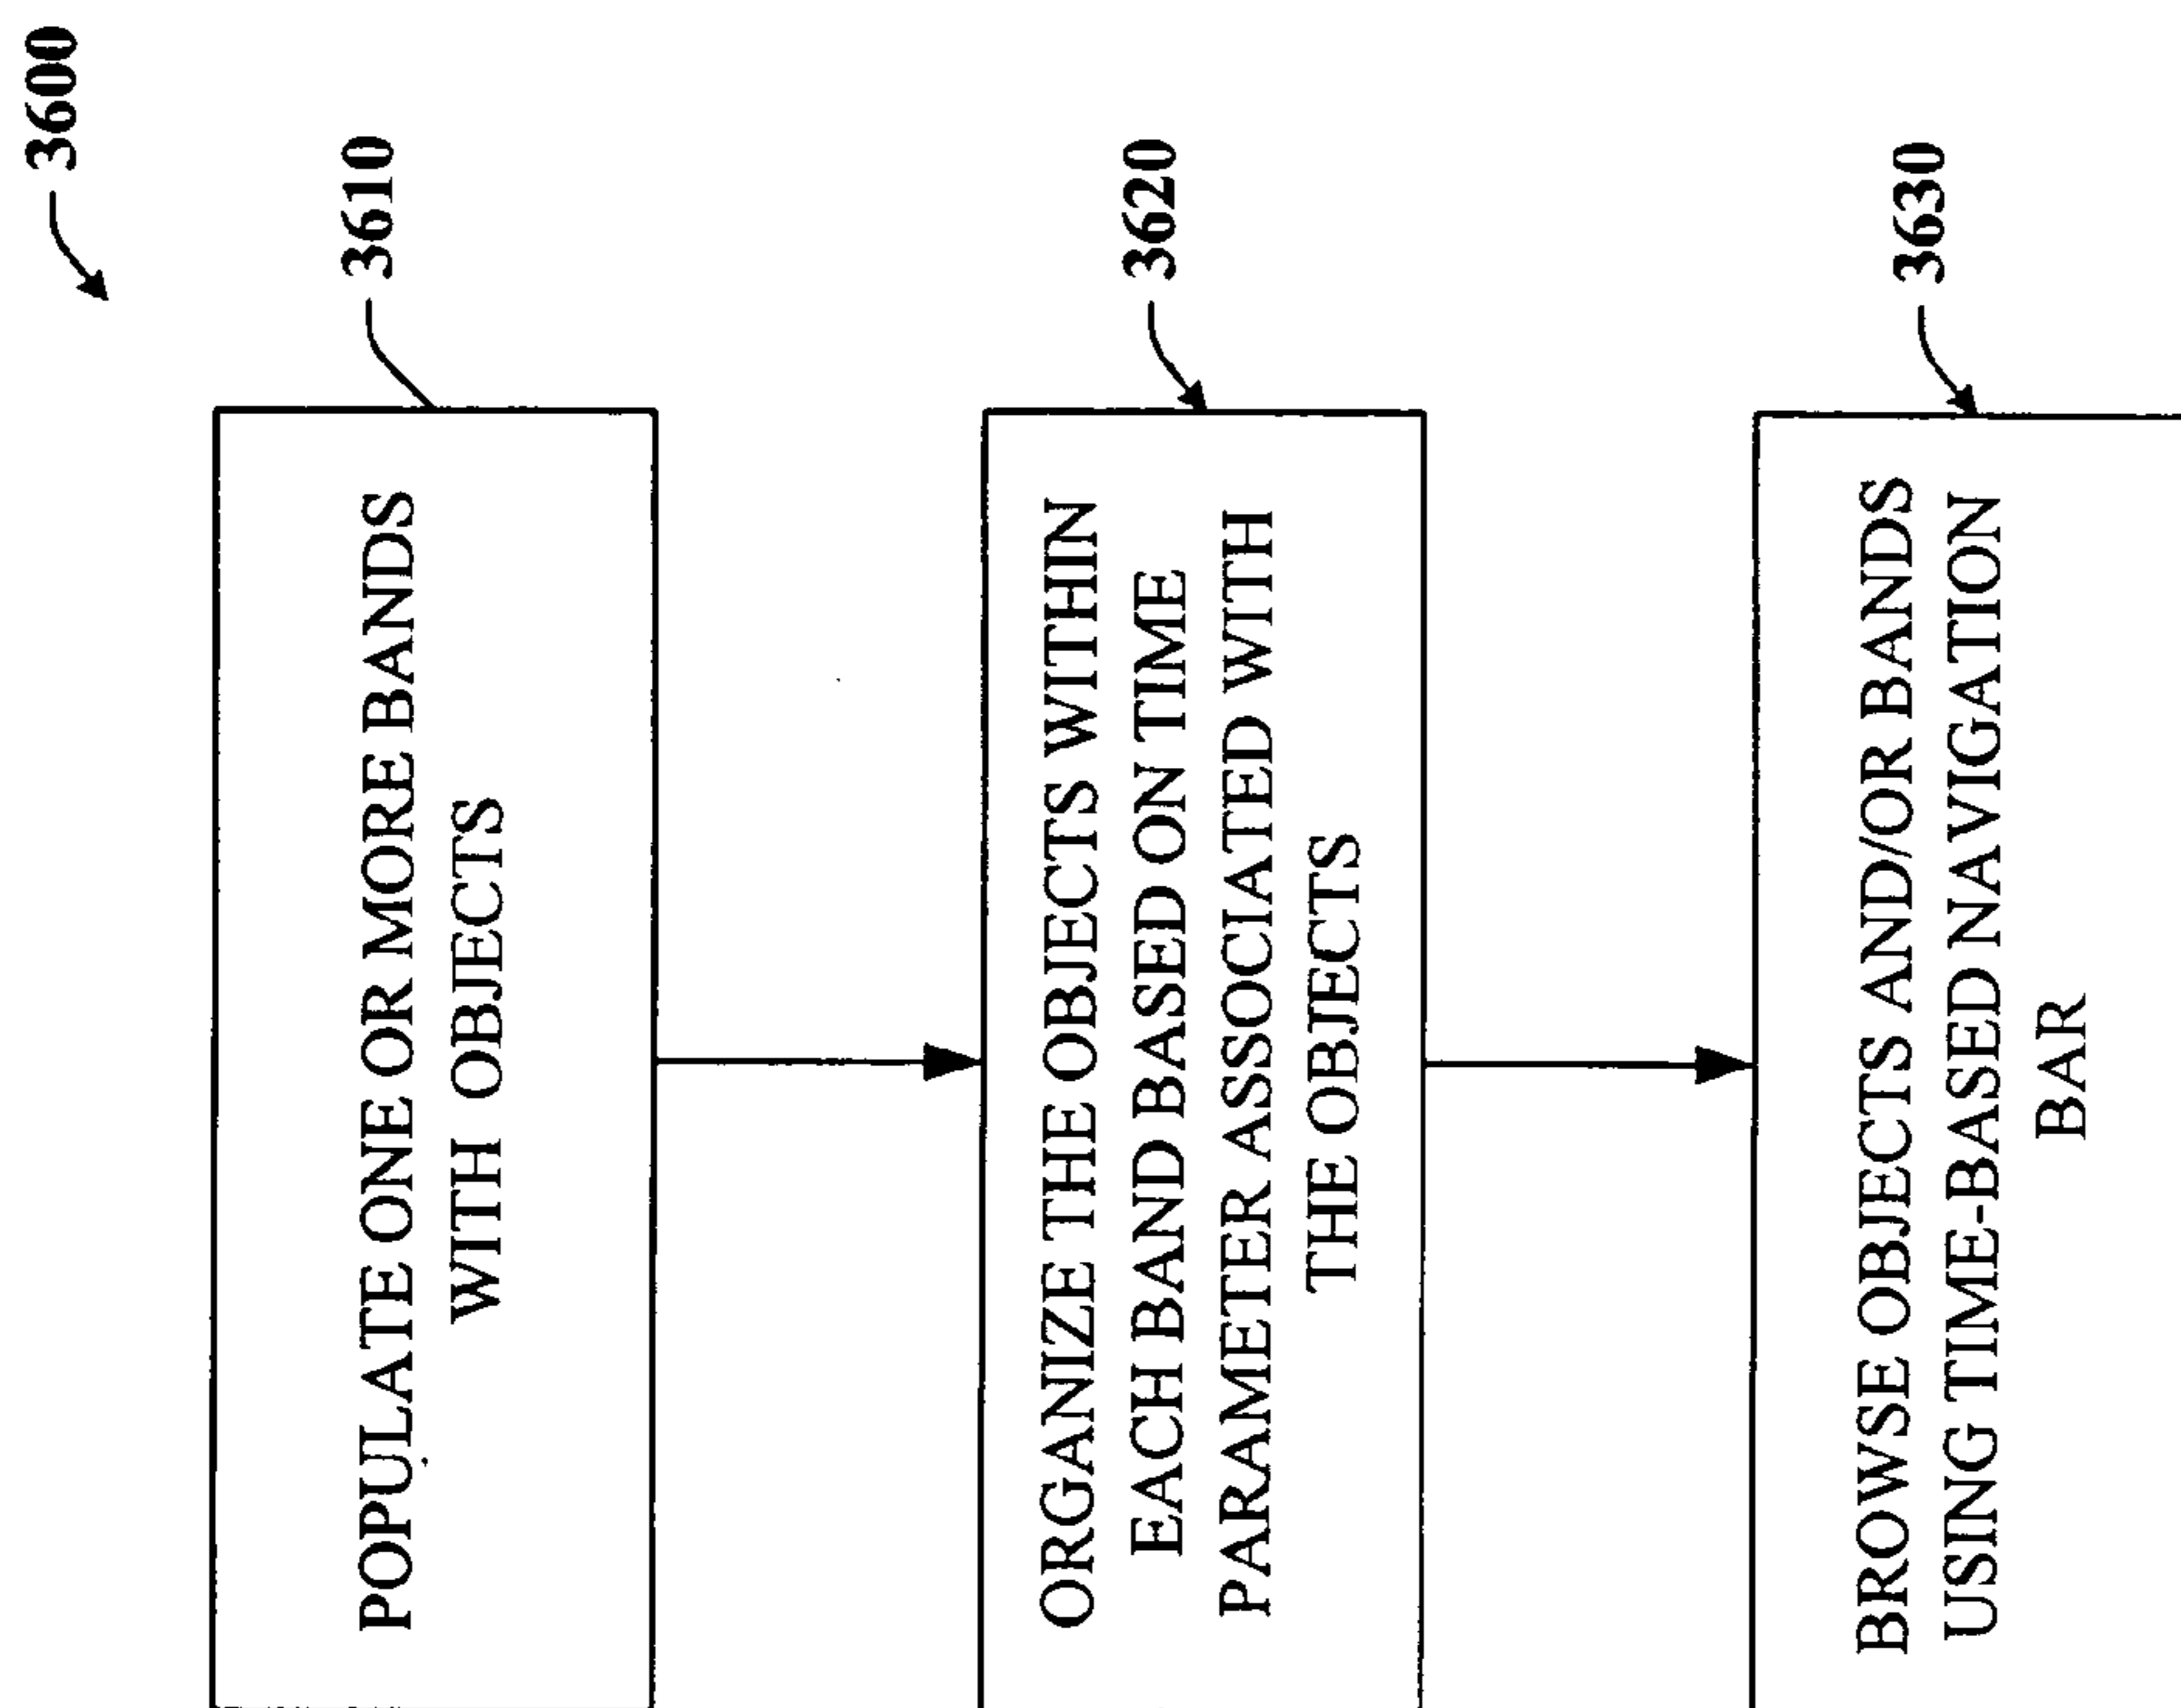 3600
3610
POPULATE ONE OR MORE BANDS
WITH OBJECTS
3620
ORGANIZE THE OBJECTS WITHIN
EACH BAND BASED ON TIME
PARAMETER ASSOCIATED WITH
THE OBJECTS
3630
BROWSE OBJECTS AND/OR BANDS
USING TIME-BASED NAVIGATION
BAR